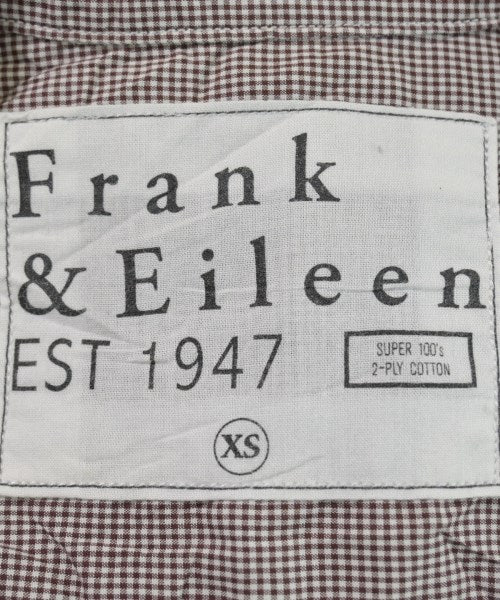 Frank
& Eileen
EST 1947
SUPER 100's
2-PLY COTTON
XS